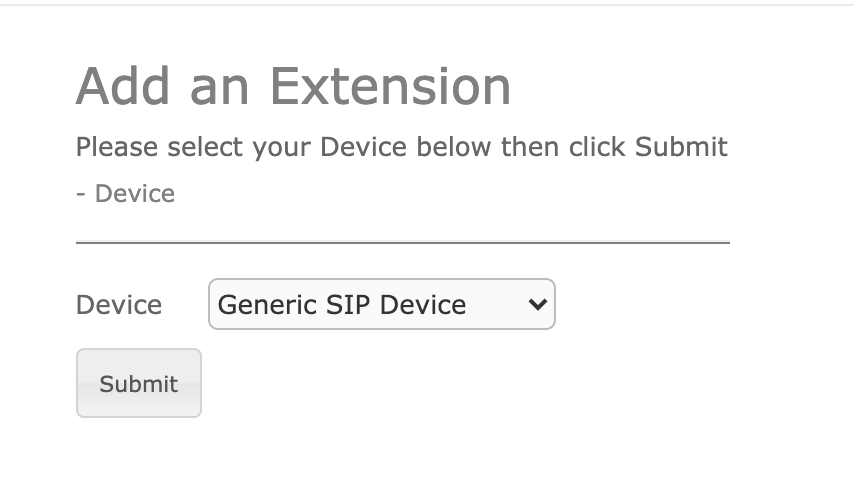 Add an Extension
Please select your Device below then click Submit
- Device
Device Generic SIP Device
Submit